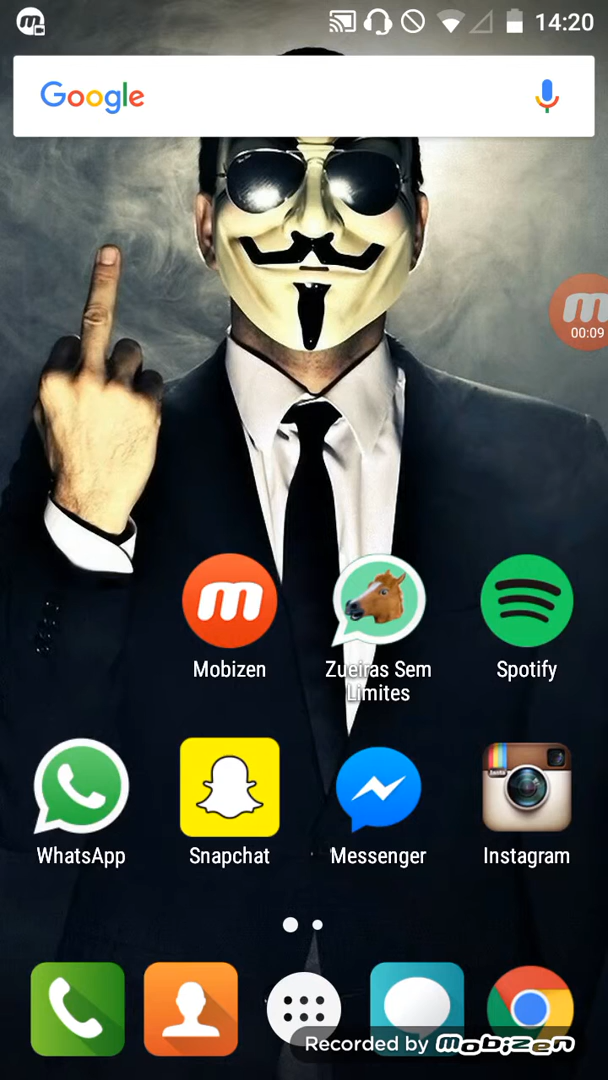 14:20
Google
00:09
Mobizen
Zueiras Sem
Limites
Spotify
WhatsApp
Snapchat
Messenger
Instagram
Recorded by Mobizen